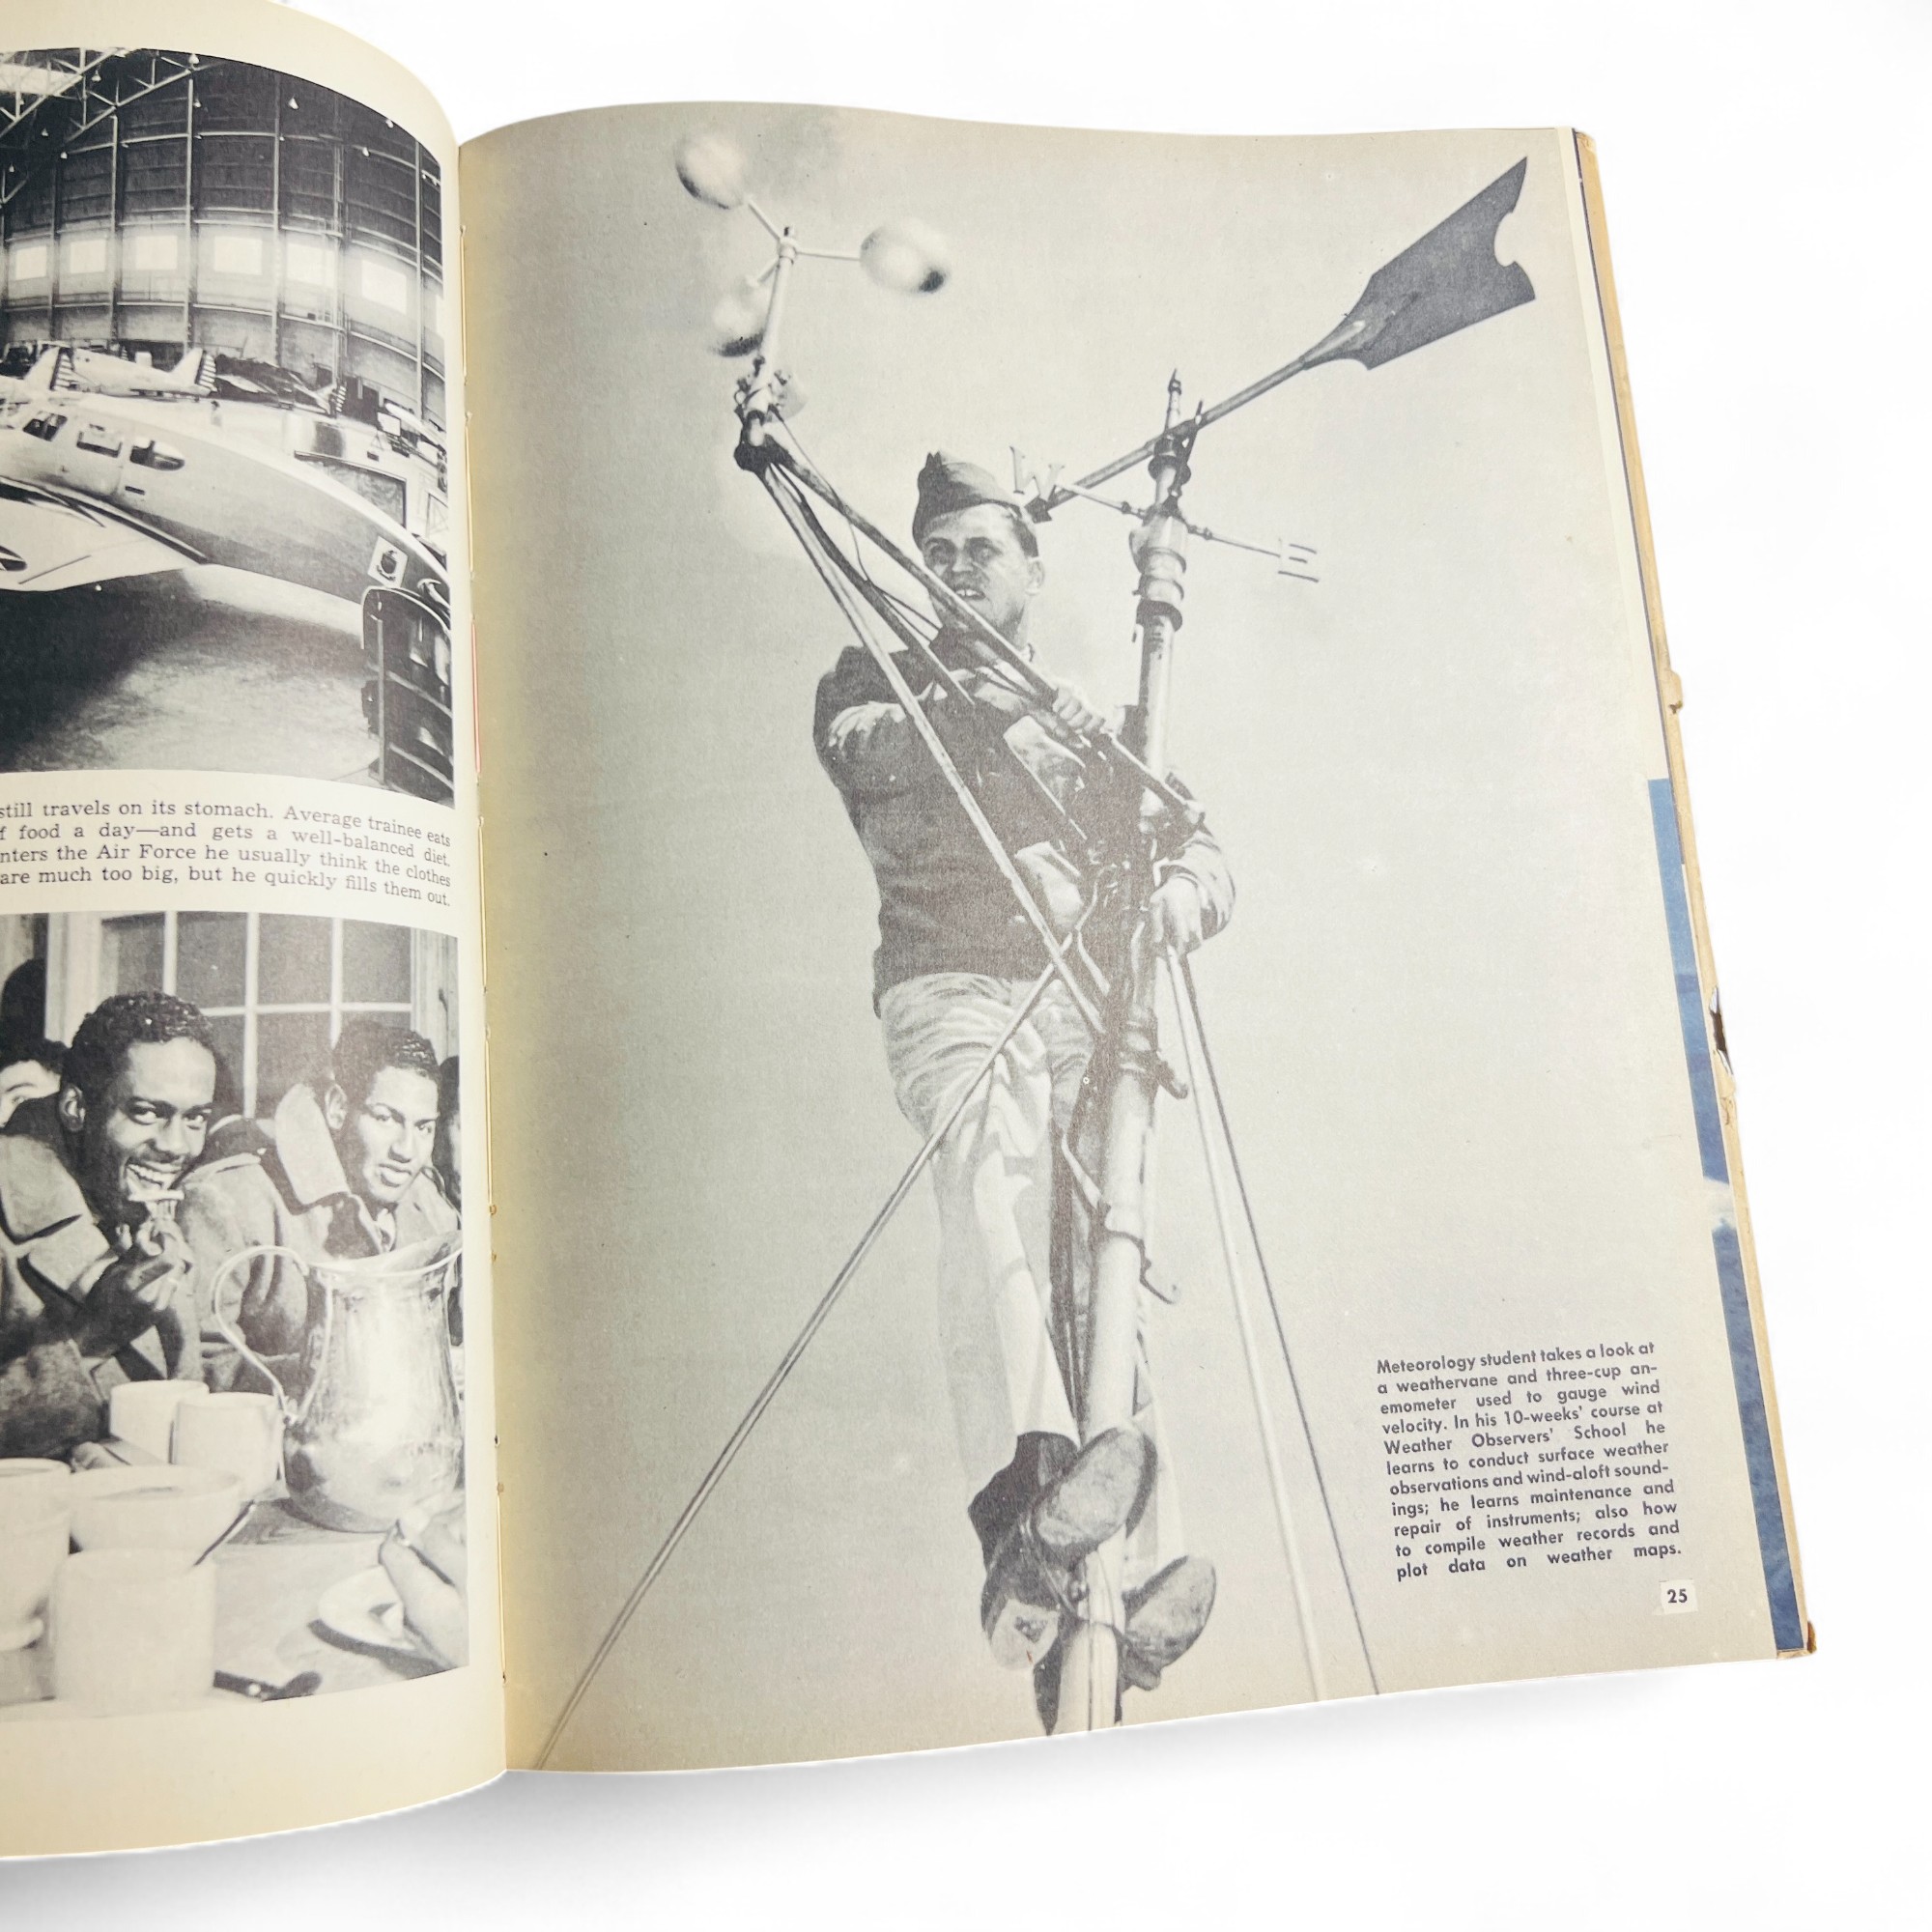 still travels on its stomach. Average trainee eats
food a day—and gets a well-balanced diet.
the Air Force he usually think the clothes
are much too big, but he quickly fills them out.
W
E
Meteorology student takes a look at
a weathervane and three-cup an-
emometer used to gauge wind
velocity. In his 10-weeks' course at
Weather Observers' School he
learns to conduct surface weather
observations and wind-aloft sound-
ings; he learns maintenance and
repair of instruments; also how
to compile weather records and
plot data on weather maps.
25